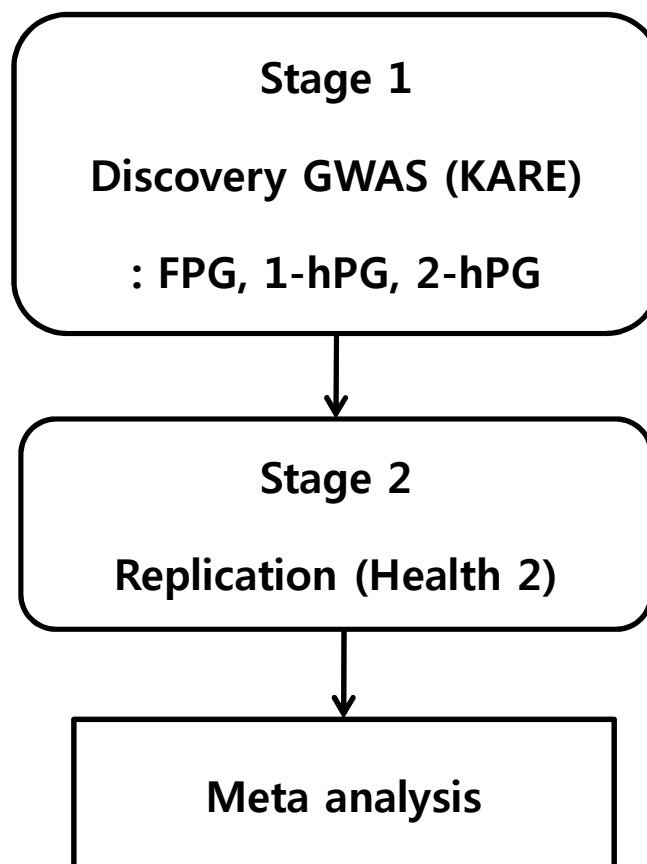 Stage 1
Discovery GWAS (KARE)
: FPG, 1-hPG, 2-hPG
Stage 2
Replication (Health 2)
Meta analysis